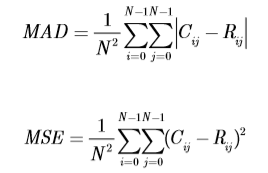 MAD = \frac{1}{N^2} \sum_{i=0}^{N-1} \sum_{j=0}^{N-1} |C_{ij} - R_{ij}|
MSE = \frac{1}{N^2} \sum_{i=0}^{N-1} \sum_{j=0}^{N-1} (C_{ij} - R_{ij})^2